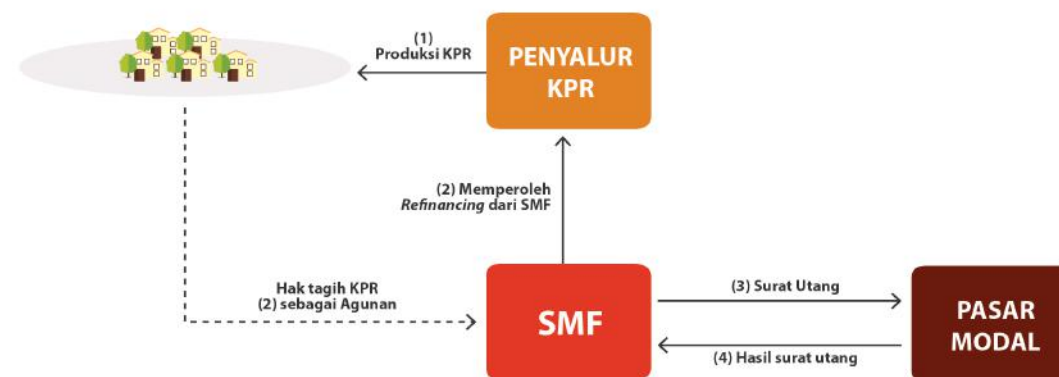 (1)
Produksi KPR
PENYALUR
KPR
(2) Memperoleh
Refinancing dari SMF
Hak tagih KPR
(2) sebagai Agunan
SMF
(3) Surat Utang
(4) Hasil surat utang
PASAR
MODAL